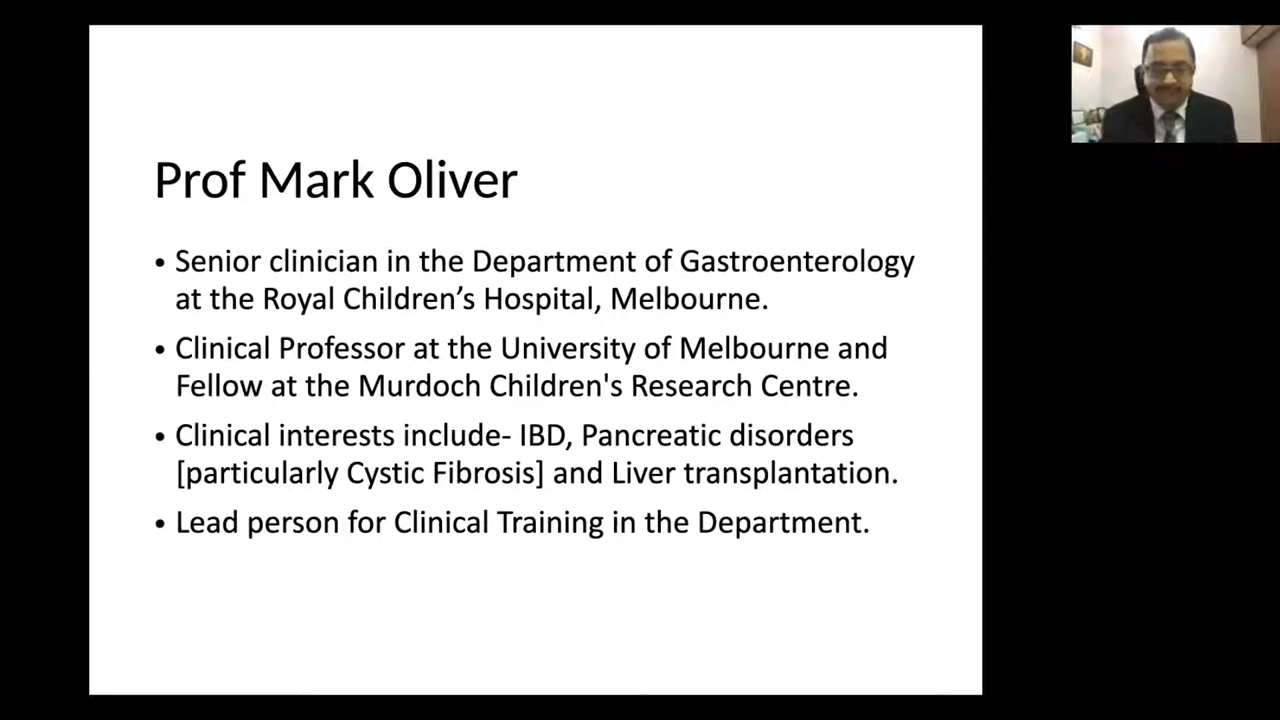 Prof Mark Oliver
• Senior clinician in the Department of Gastroenterology
at the Royal Children’s Hospital, Melbourne.
• Clinical Professor at the University of Melbourne and
Fellow at the Murdoch Children's Research Centre.
• Clinical interests include- IBD, Pancreatic disorders
[particularly Cystic Fibrosis] and Liver transplantation.
• Lead person for Clinical Training in the Department.